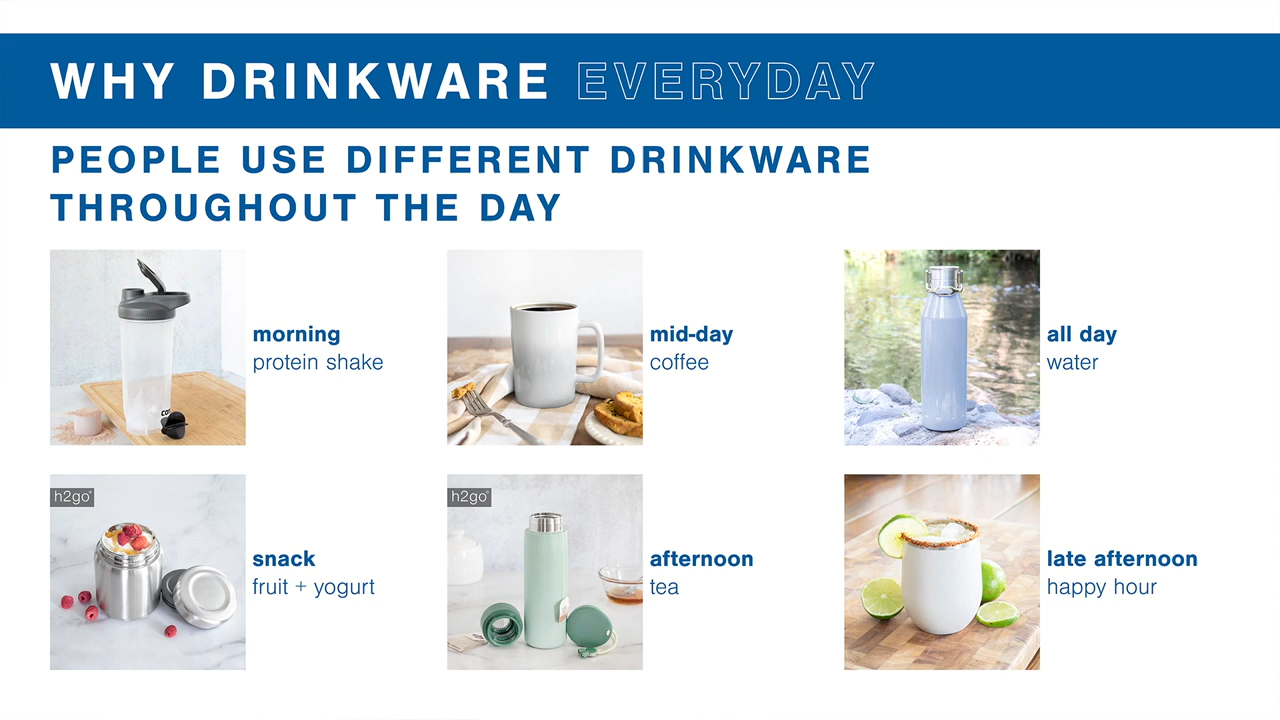 WHY DRINKWARE EVERYDAY
PEOPLE USE DIFFERENT DRINKWARE
THROUGHOUT THE DAY
morning
protein shake
mid-day
coffee
all day
water
h2go®
snack
fruit + yogurt
h2go®
afternoon
tea
late afternoon
happy hour